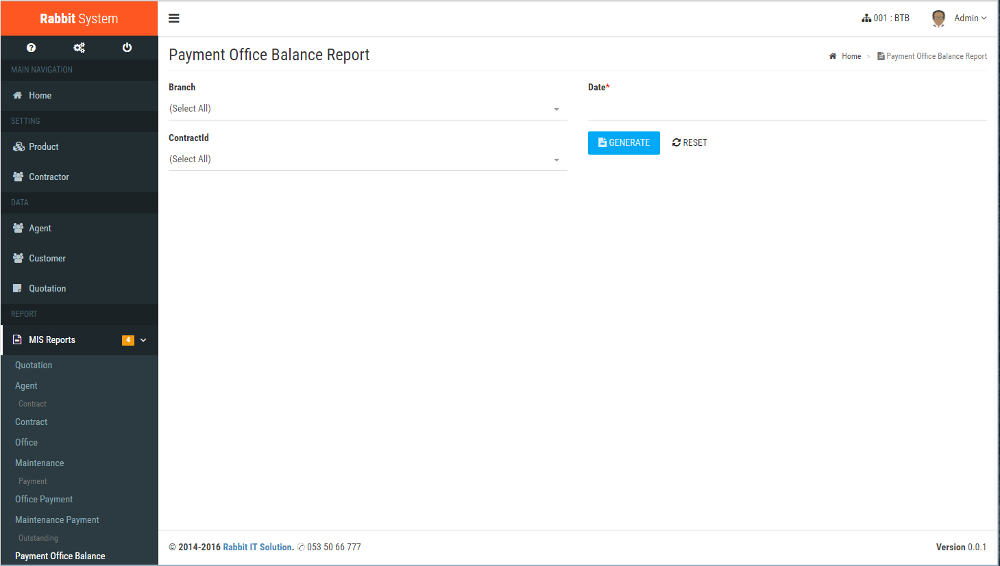 Rabbit System
MAIN NAVIGATION
Home
SETTING
Product
Contractor
DATA
Agent
Customer
Quotation
REPORT
MIS Reports 4
Quotation
Agent
Contract
Contract
Office
Maintenance
Payment
Office Payment
Maintenance Payment
Outstanding
Payment Office Balance
001 : BTB Admin
Payment Office Balance Report
Home > Payment Office Balance Report
Branch
(Select All)
ContractId
(Select All)
Date*
GENERATE RESET
© 2014-2016 Rabbit IT Solution. ✆ 053 50 66 777
Version 0.0.1